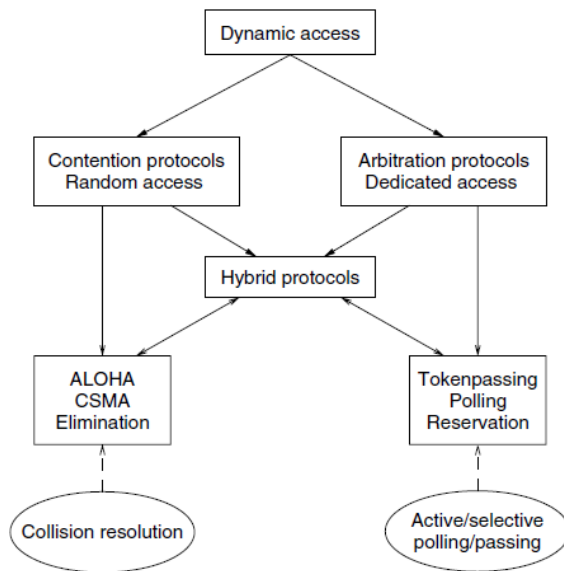 Dynamic access
Contention protocols
Random access
Arbitration protocols
Dedicated access
Hybrid protocols
ALOHA
CSMA
Elimination
Tokenpassing
Polling
Reservation
Collision resolution
Active/selective
polling/passing